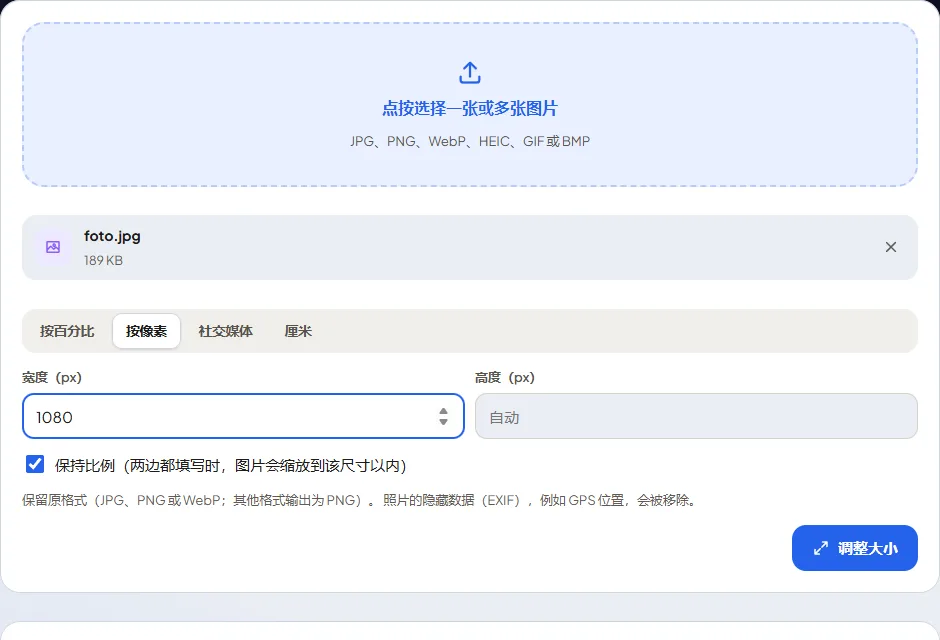 点按选择一张或多张图片
JPG、PNG、WebP、HEIC、GIF 或 BMP
foto.jpg
189 KB
按百分比 按像素 社交媒体 厘米
宽度（px） 高度（px）
1080 自动
保持比例（两边都填写时，图片会缩放到该尺寸以内）
保留原格式（JPG、PNG 或 WebP；其他格式输出为 PNG）。照片的隐藏数据（EXIF），例如 GPS 位置，会被移除。
调整大小